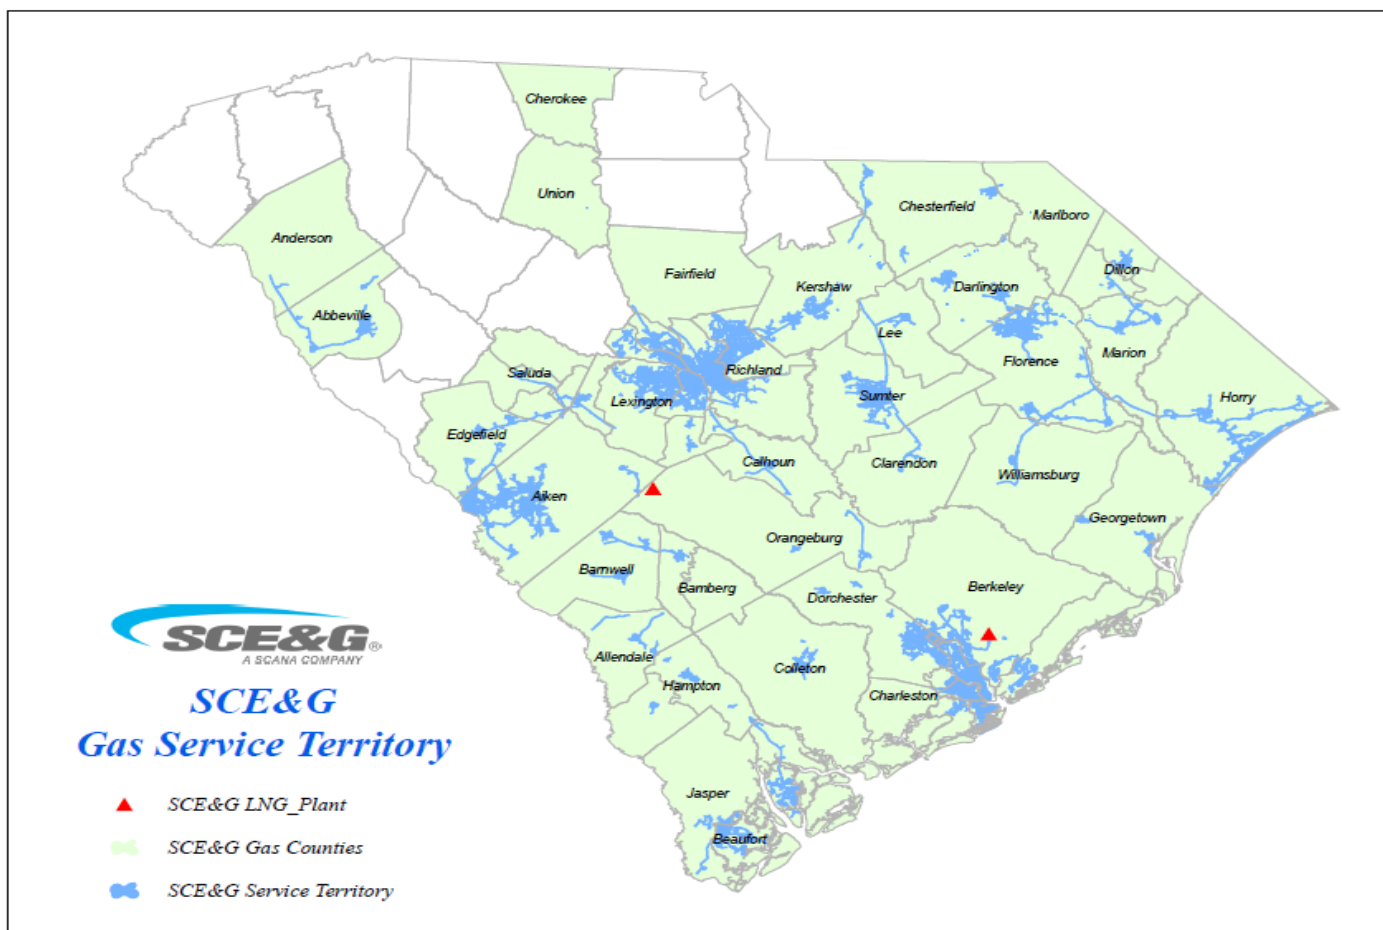 Cherokee
Union
Chesterfield
Marlboro
Anderson
Fairfield
Dillon
Kershaw
Darlington
Abbeville
Lee
Marion
Florence
Saluda
Richland
Lexington
Sumter
Horry
Edgefield
Calhoun
Clarendon
Williamsburg
Aiken
Georgetown
Orangeburg
Barnwell
Bamberg
Dorchester
Berkeley
Allendale
Colleton
Hampton
Charleston
Jasper
Beaufort
SCE&G®
A SCANA COMPANY
SCE&G
Gas Service Territory
SCE&G LNG_Plant
SCE&G Gas Counties
SCE&G Service Territory